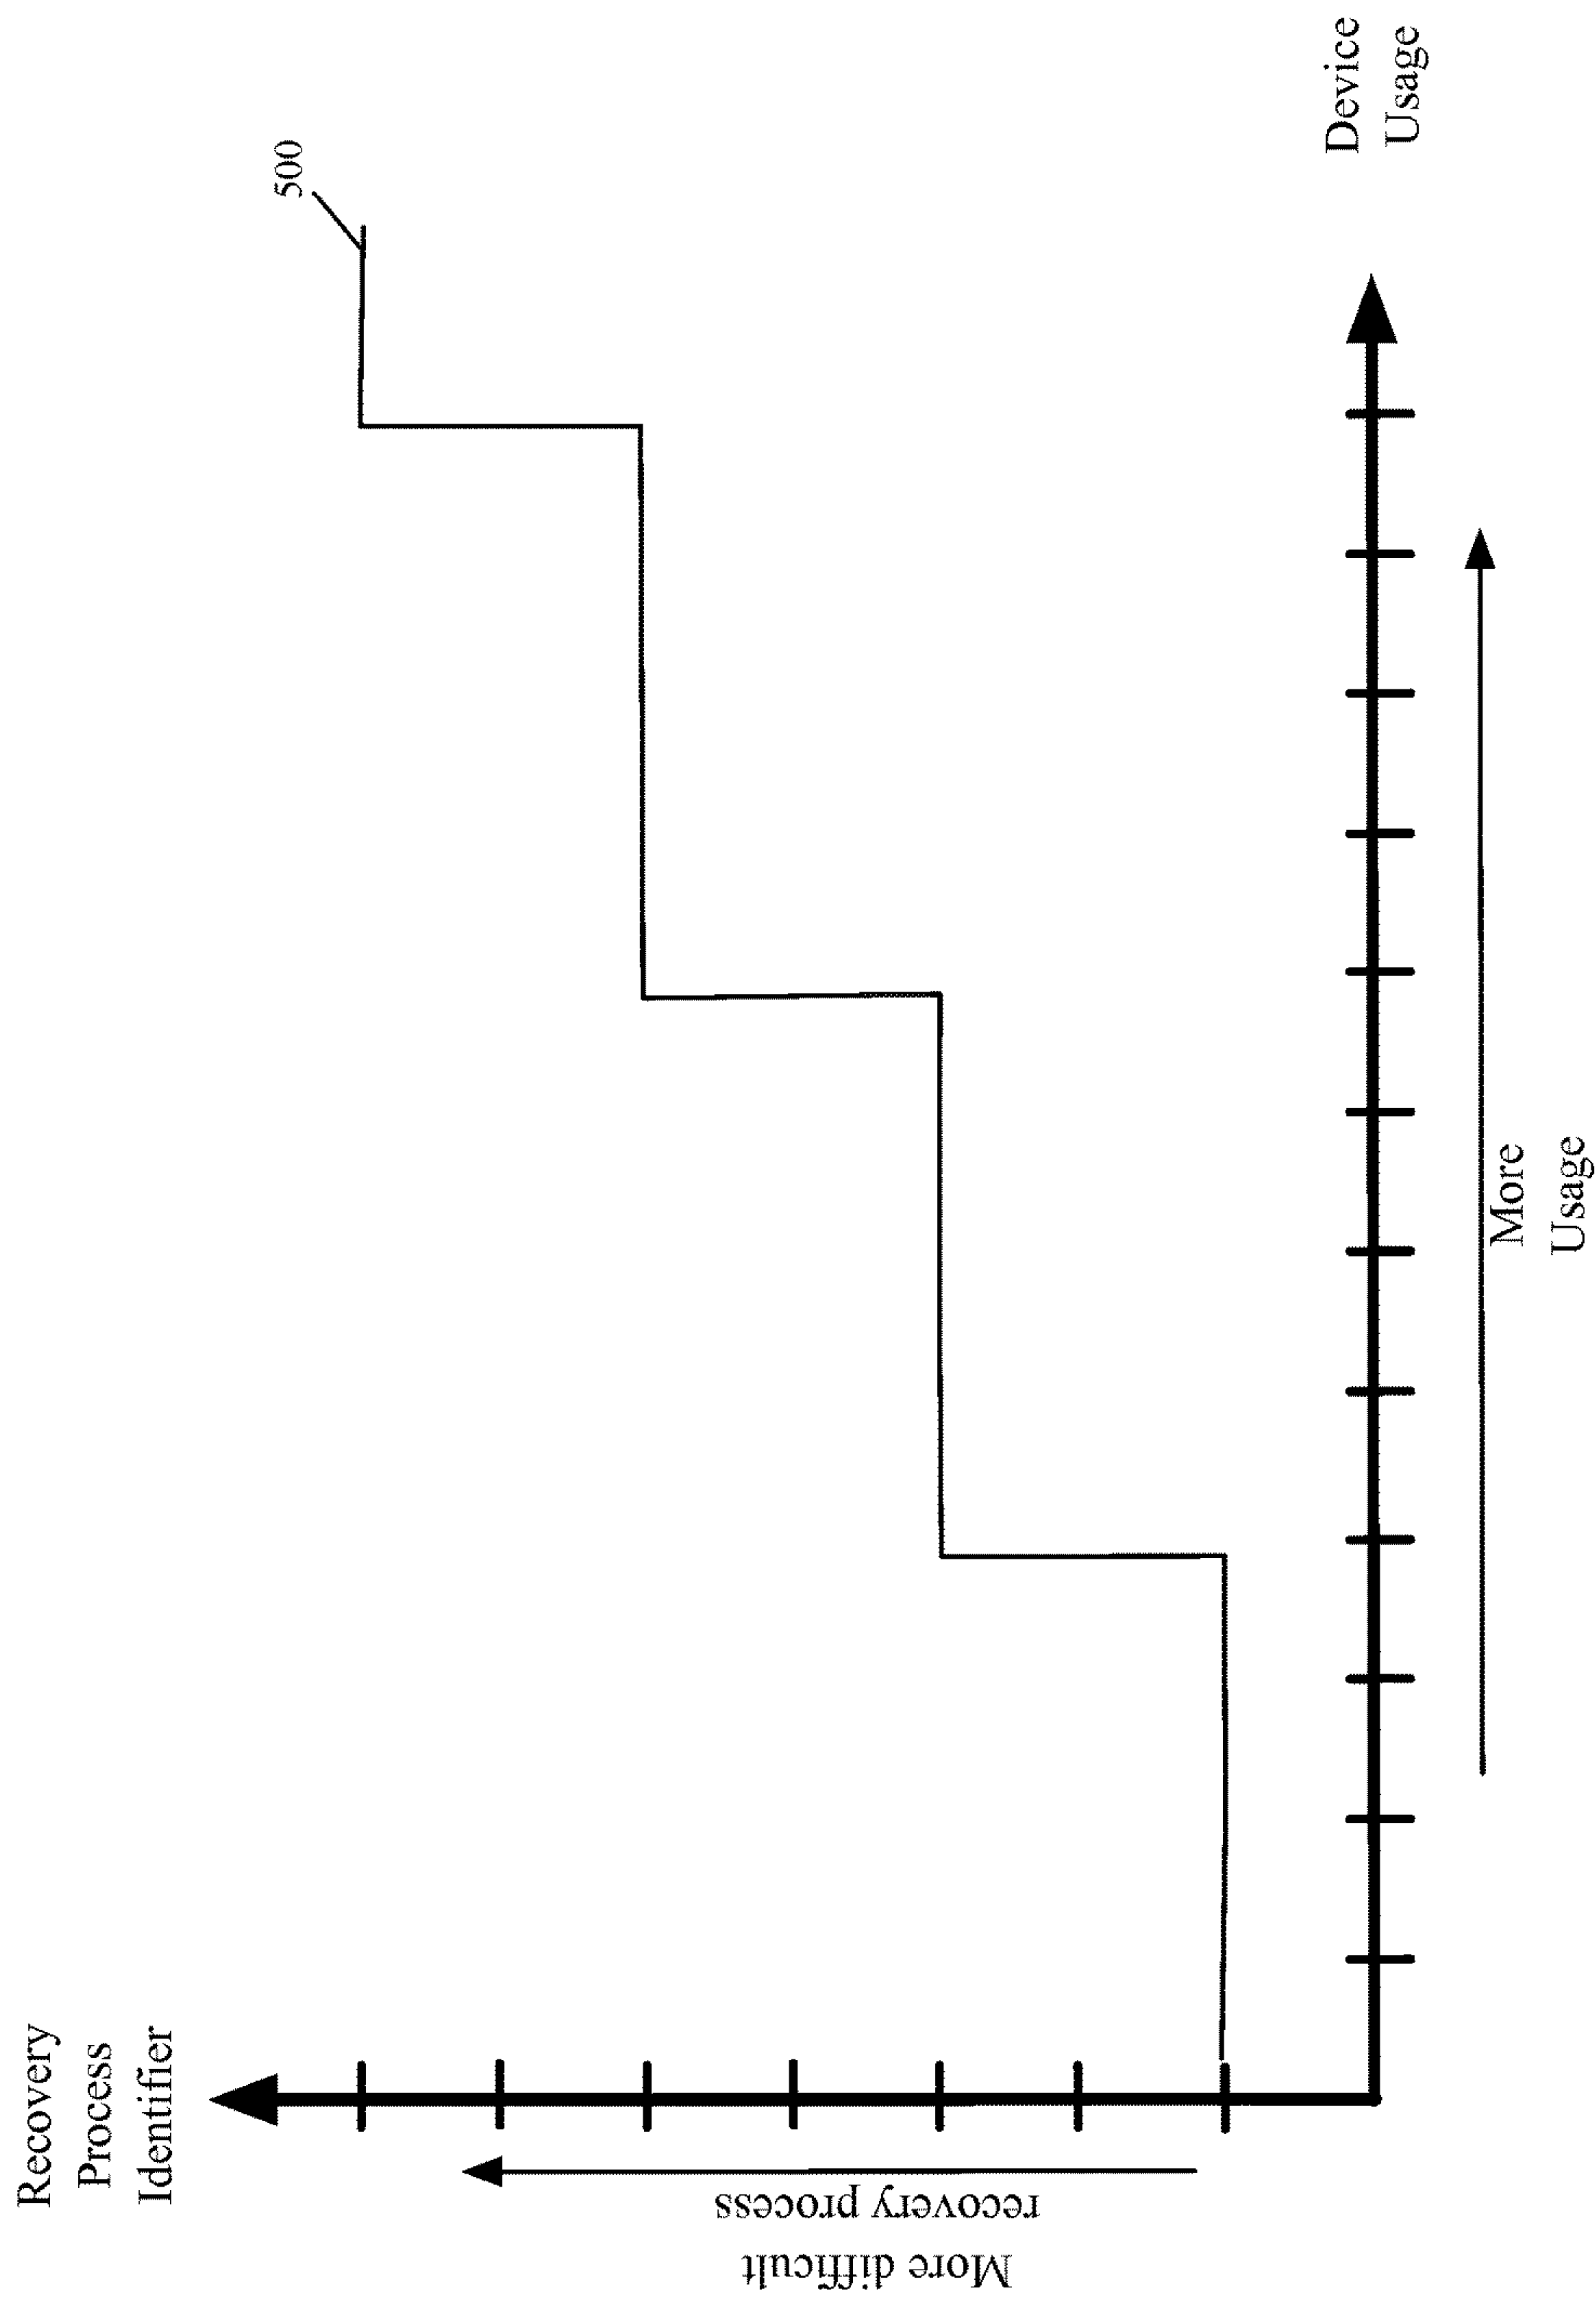 Recovery
Process
Identifier
More difficult
recovery process
500
Device
Usage
More
Usage